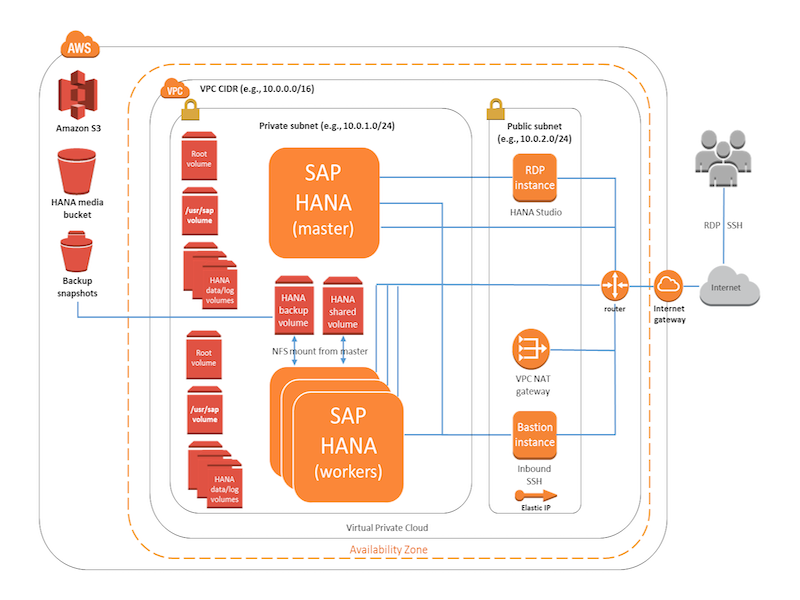 AWS
Amazon S3
HANA media
bucket
Backup
snapshots
VPC
VPC CIDR (e.g., 10.0.0.0/16)
Private subnet (e.g., 10.0.1.0/24)
Root
volume
/usr/sap
volume
HANA
data/log
volumes
SAP
HANA
(master)
HANA
backup
volume
HANA
shared
volume
NFS mount from master
Root
volume
/usr/sap
volume
HANA
data/log
volumes
SAP
HANA
(workers)
Public subnet
(e.g., 10.0.2.0/24)
RDP
instance
HANA Studio
VPC NAT
gateway
Bastion
instance
Inbound
SSH
Elastic IP
router
Internet
gateway
RDP
SSH
Internet
Virtual Private Cloud
Availability Zone